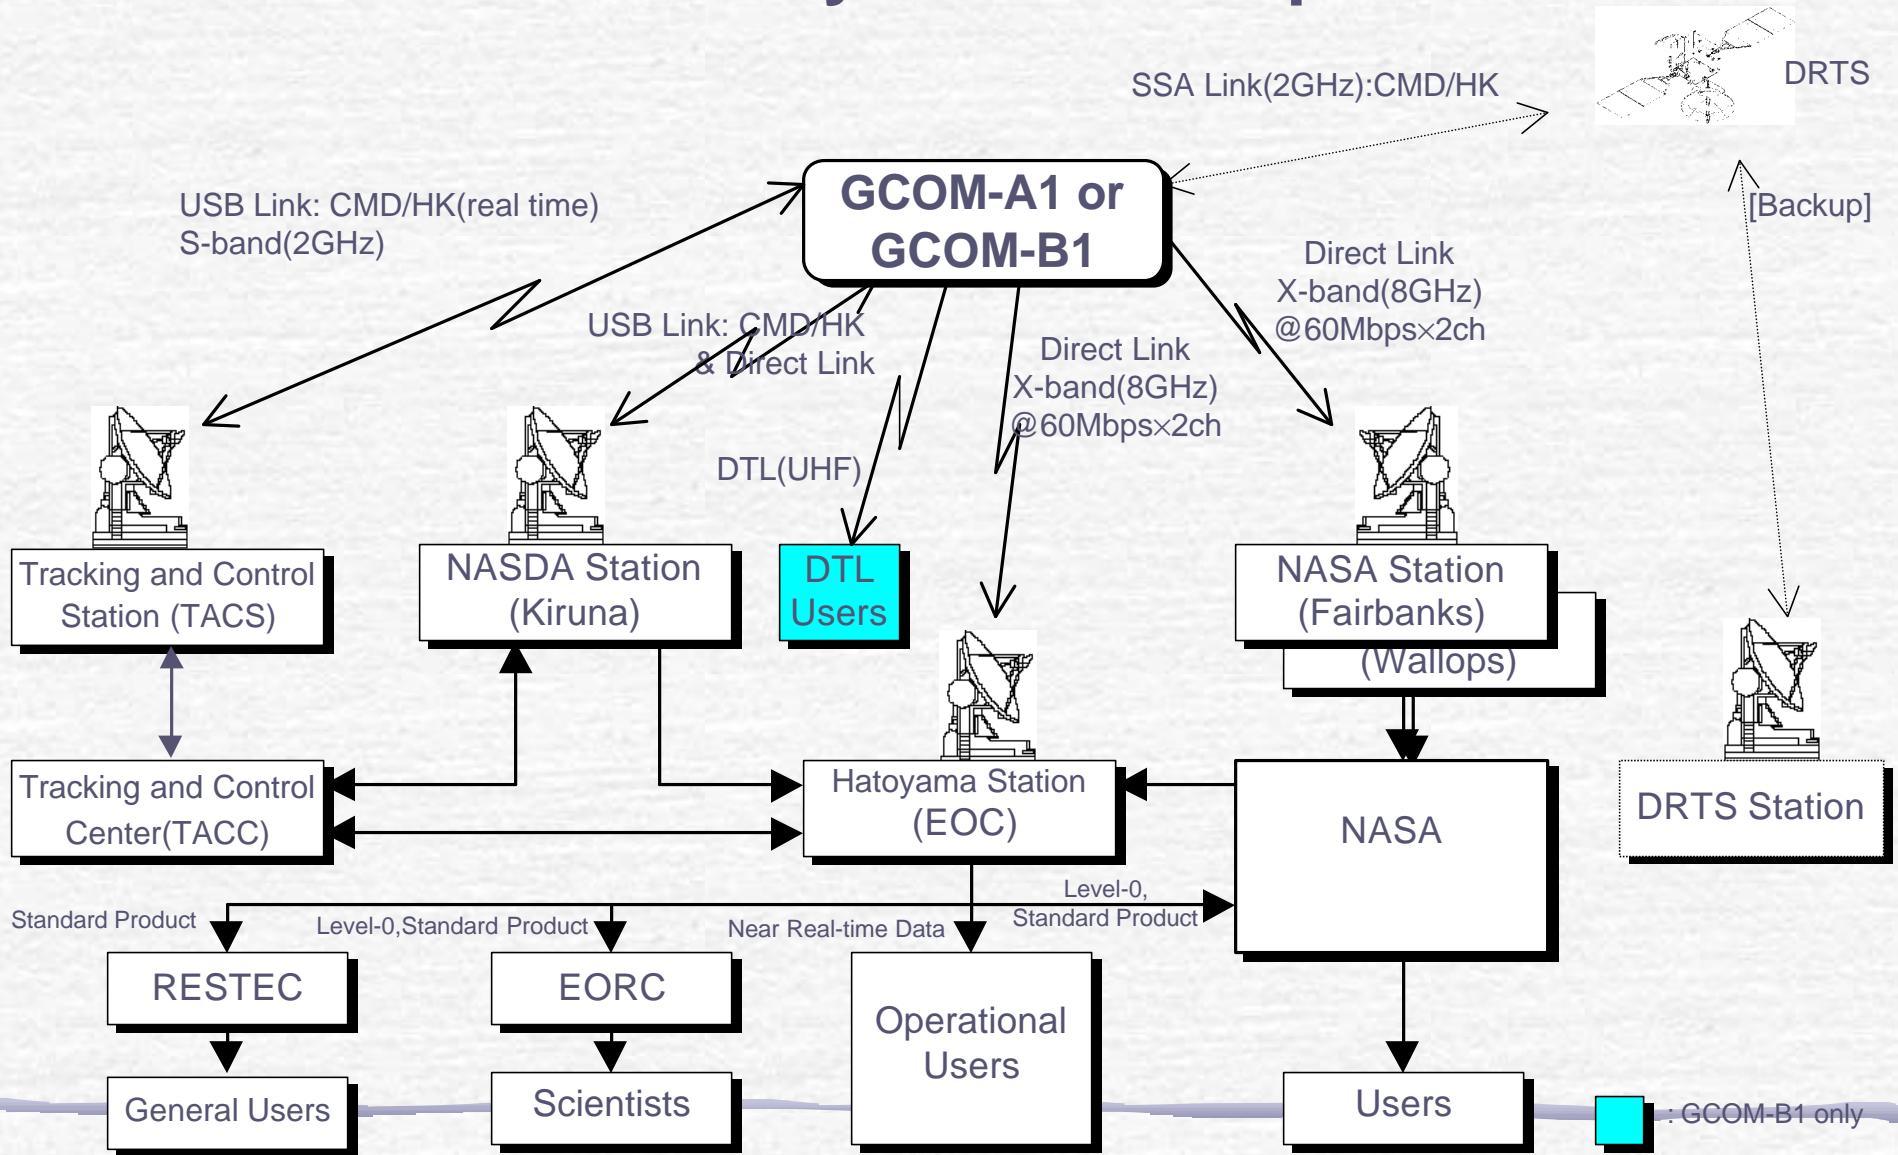 DRTS
SSA Link(2GHz):CMD/HK
GCOM-A1 or
GCOM-B1
USB Link: CMD/HK(real time)
S-band(2GHz)
[Backup]
Direct Link
X-band(8GHz)
@60Mbps×2ch
USB Link: CMD/HK
& Direct Link
Direct Link
X-band(8GHz)
@60Mbps×2ch
DTL(UHF)
Tracking and Control
Station (TACS)
NASDA Station
(Kiruna)
DTL
Users
NASA Station
(Fairbanks)
(Wallops)
Tracking and Control
Center(TACC)
Hatoyama Station
(EOC)
NASA
DRTS Station
Standard Product
Level-0,Standard Product
Near Real-time Data
Level-0,
Standard Product
RESTEC
EORC
Operational
Users
General Users
Scientists
Users
: GCOM-B1 only